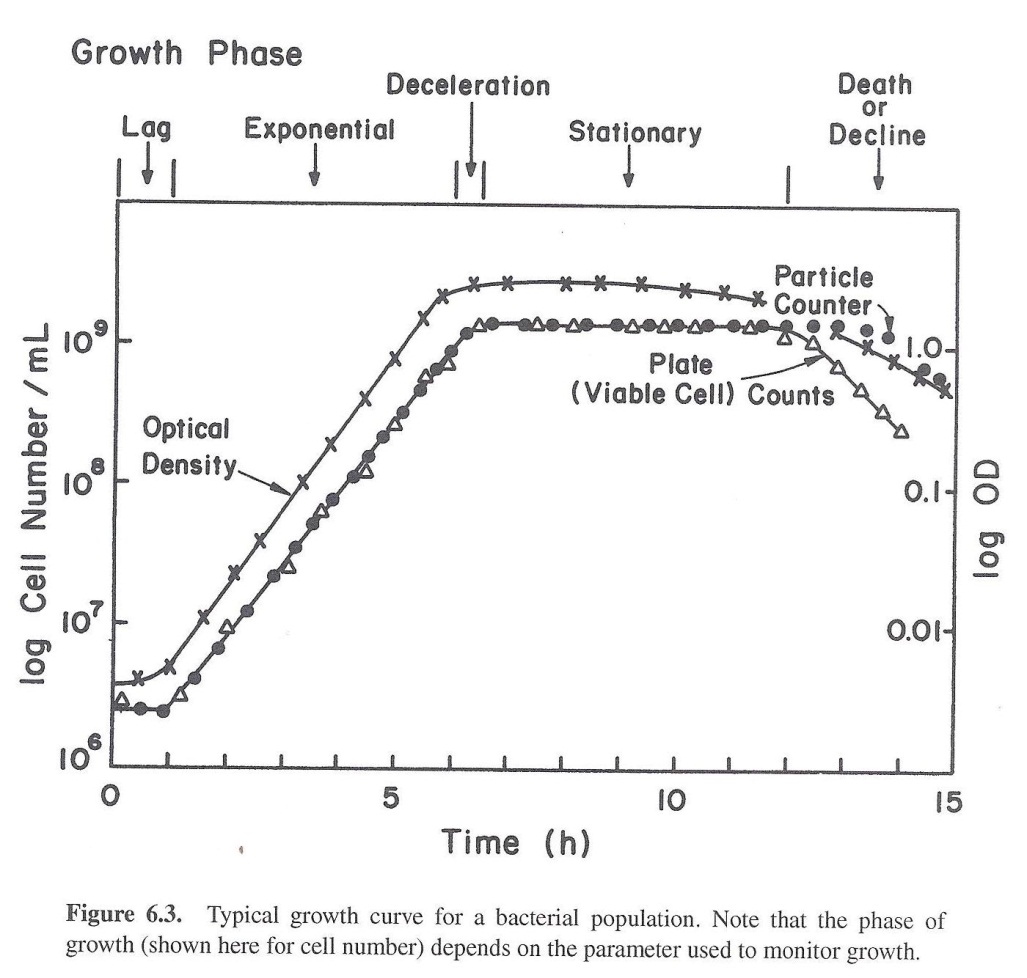 Growth Phase
Deceleration
Death
or
Decline
Lag
Exponential
Stationary
Particle
Counter
10⁹
1.0
Plate
(Viable Cell) Counts
Optical
Density
10⁸
0.1
10⁷
0.01
10⁶
log Cell Number / mL
log OD
0
5
10
15
Time (h)
Figure 6.3. Typical growth curve for a bacterial population. Note that the phase of
growth (shown here for cell number) depends on the parameter used to monitor growth.